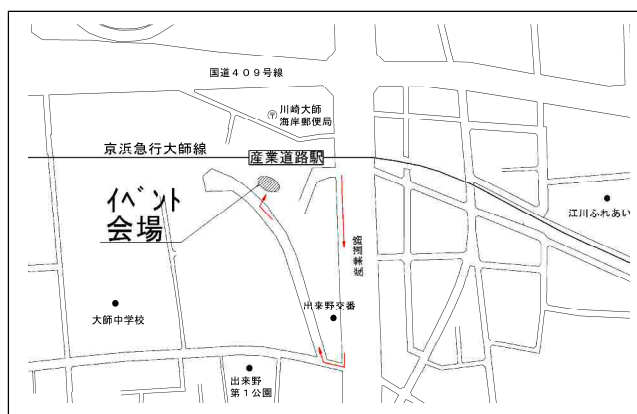 国道４０９号線
〒
川崎大師
海岸郵便局
京浜急行大師線
産業道路駅
イベント
会場
江川ふれあい
出来野交番
大師中学校
出来野
第１公園